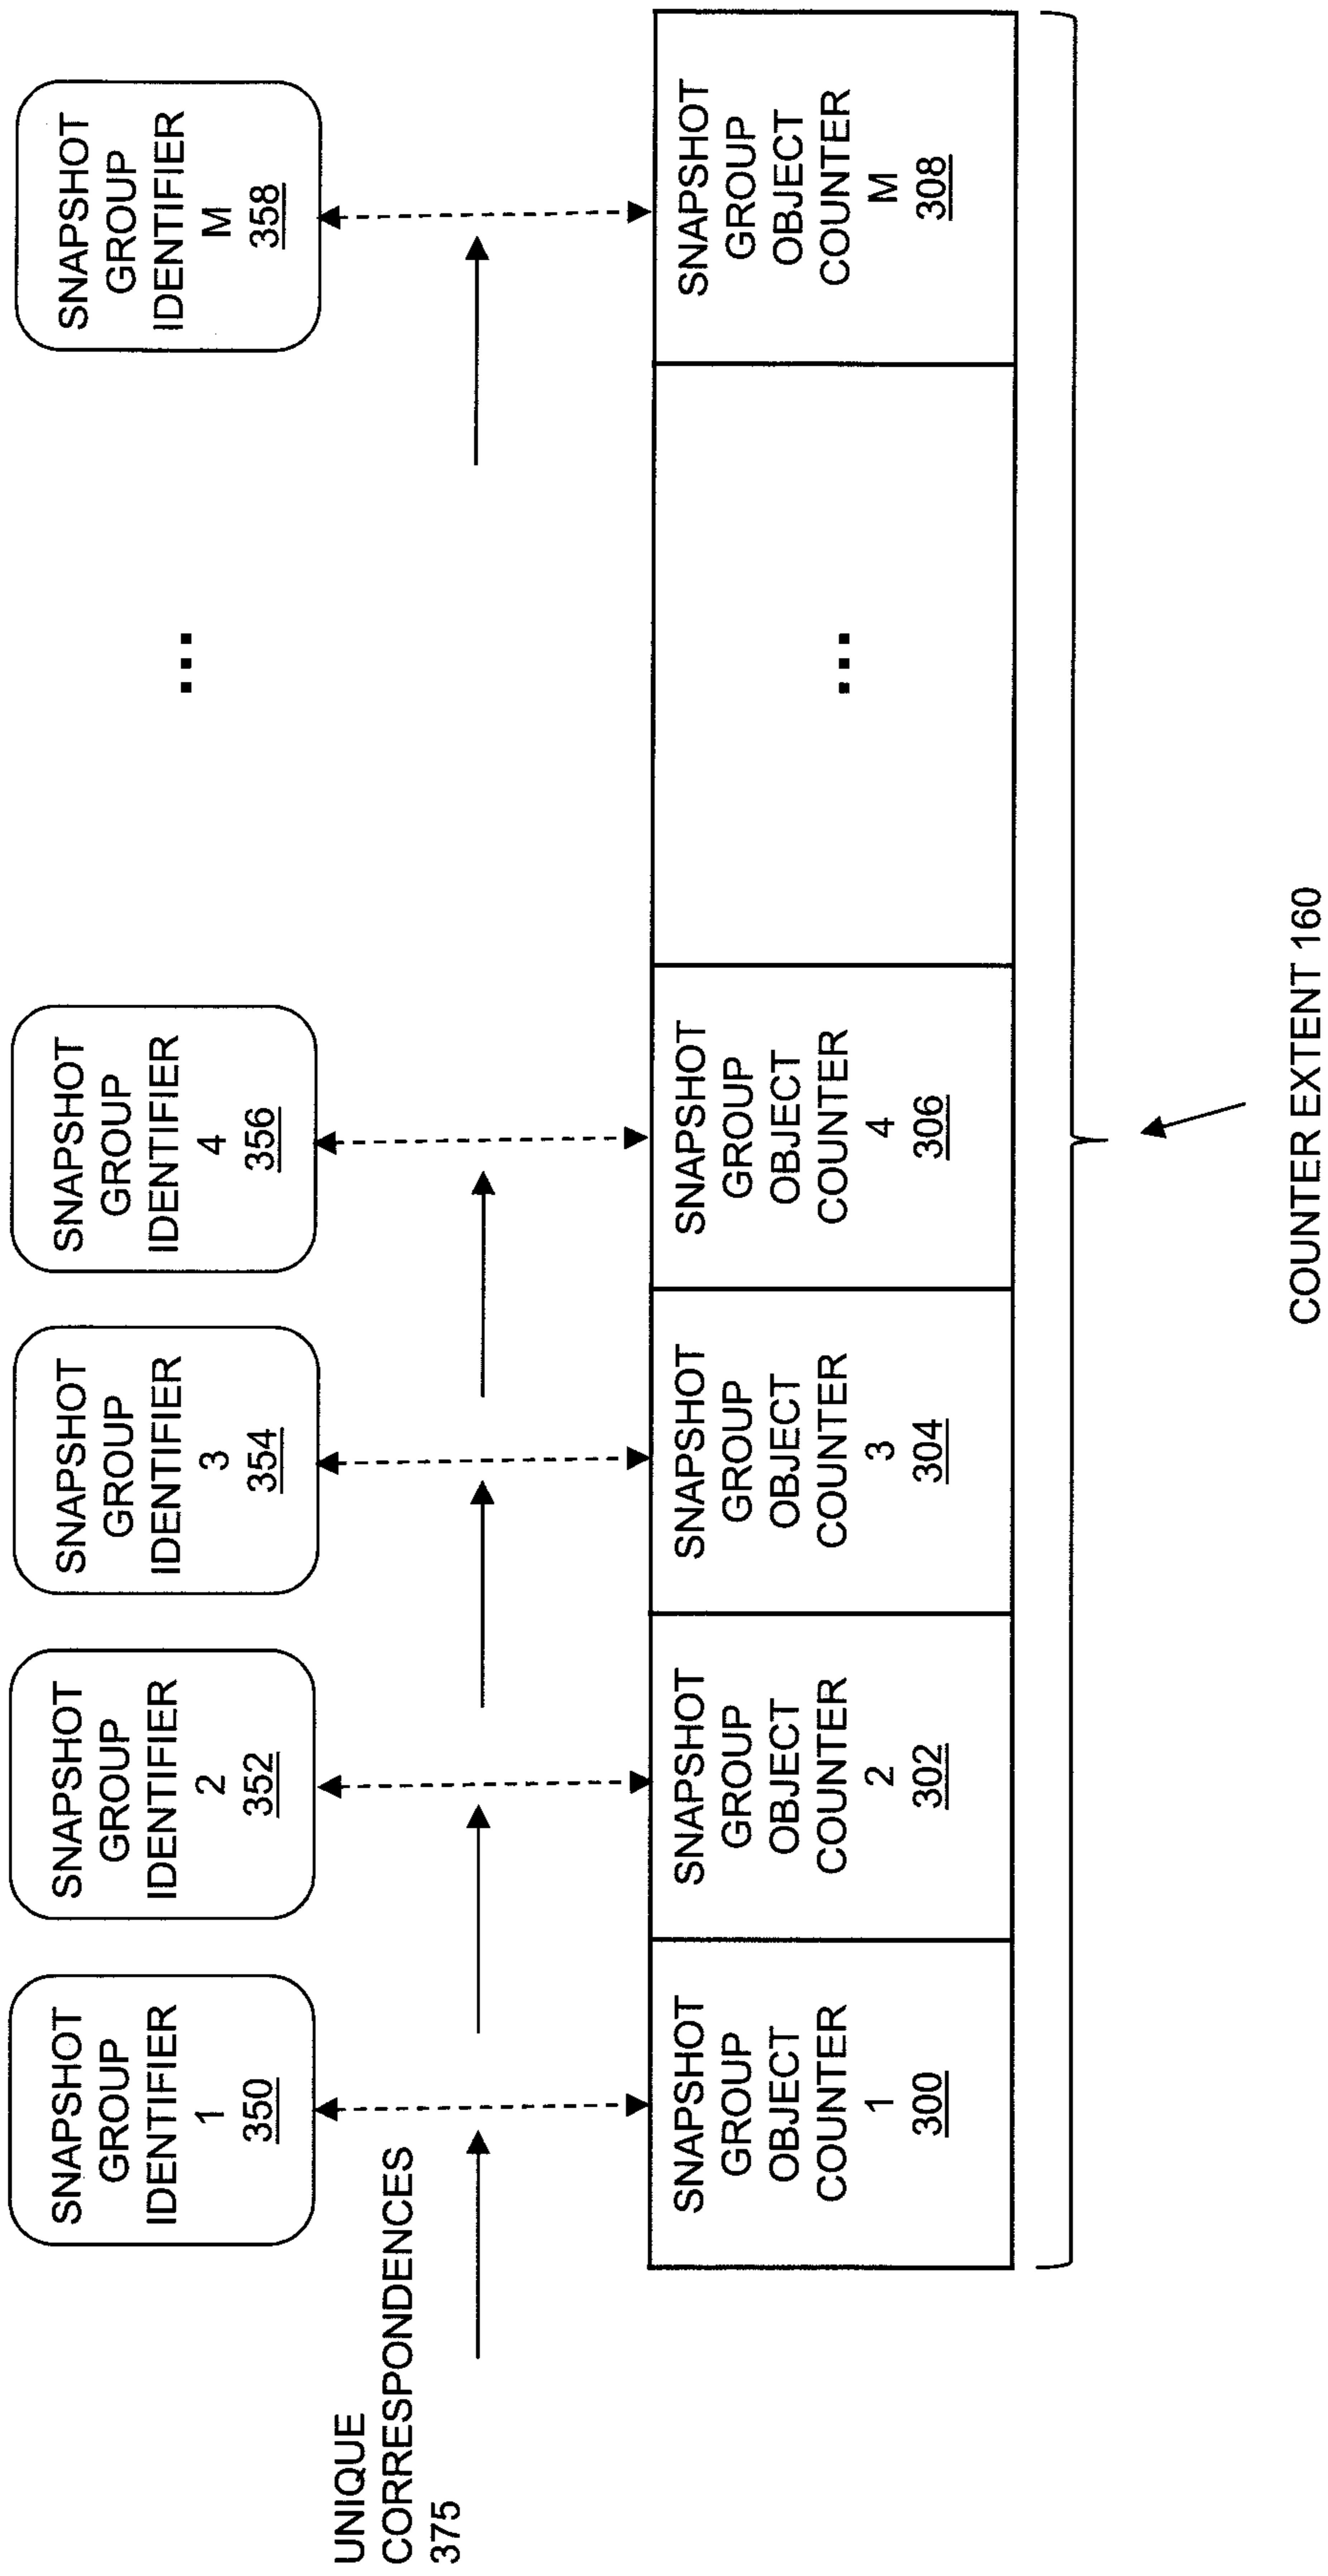 SNAPSHOT
GROUP
IDENTIFIER
1
350
SNAPSHOT
GROUP
IDENTIFIER
2
352
SNAPSHOT
GROUP
IDENTIFIER
3
354
SNAPSHOT
GROUP
IDENTIFIER
4
356
...
SNAPSHOT
GROUP
IDENTIFIER
M
358
UNIQUE
CORRESPONDENCES
375
SNAPSHOT
GROUP
OBJECT
COUNTER
1
300
SNAPSHOT
GROUP
OBJECT
COUNTER
2
302
SNAPSHOT
GROUP
OBJECT
COUNTER
3
304
SNAPSHOT
GROUP
OBJECT
COUNTER
4
306
...
SNAPSHOT
GROUP
OBJECT
COUNTER
M
308
COUNTER EXTENT 160